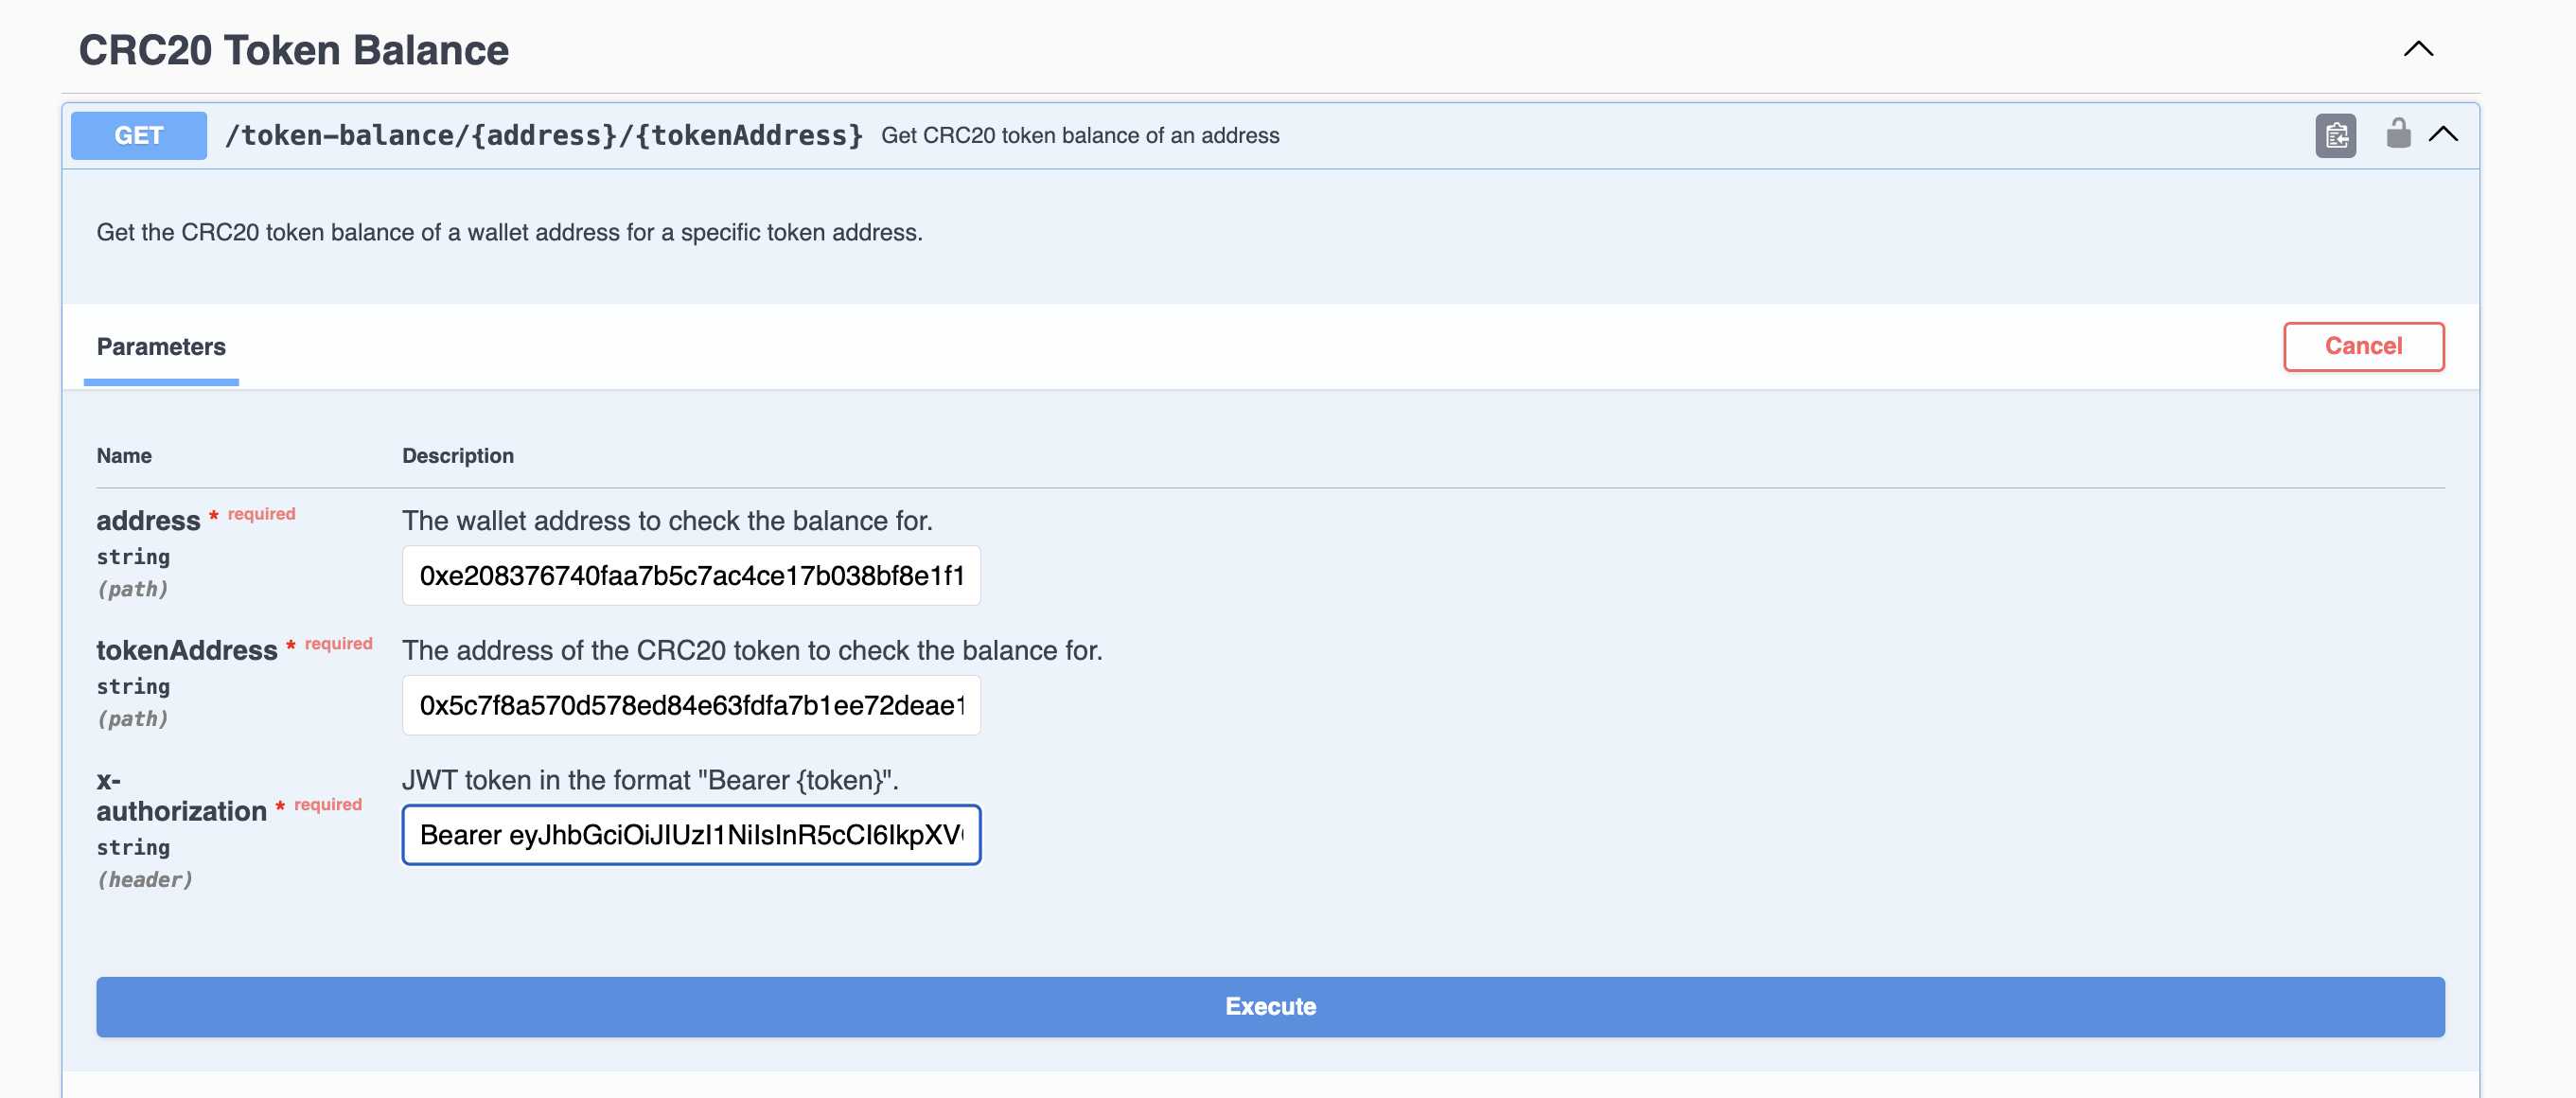 CRC20 Token Balance
GET /token-balance/{address}/{tokenAddress} Get CRC20 token balance of an address
Get the CRC20 token balance of a wallet address for a specific token address.
Parameters
Cancel
Name Description
address * required
string
(path)
The wallet address to check the balance for.
0xe208376740faa7b5c7ac4ce17b038bf8e1f1
tokenAddress * required
string
(path)
The address of the CRC20 token to check the balance for.
0x5c7f8a570d578ed84e63fdfa7b1ee72deae1
x-
authorization * required
string
(header)
JWT token in the format "Bearer {token}".
Bearer eyJhbGciOiJIUzI1NiIsInR5cCI6IkpXV
Execute